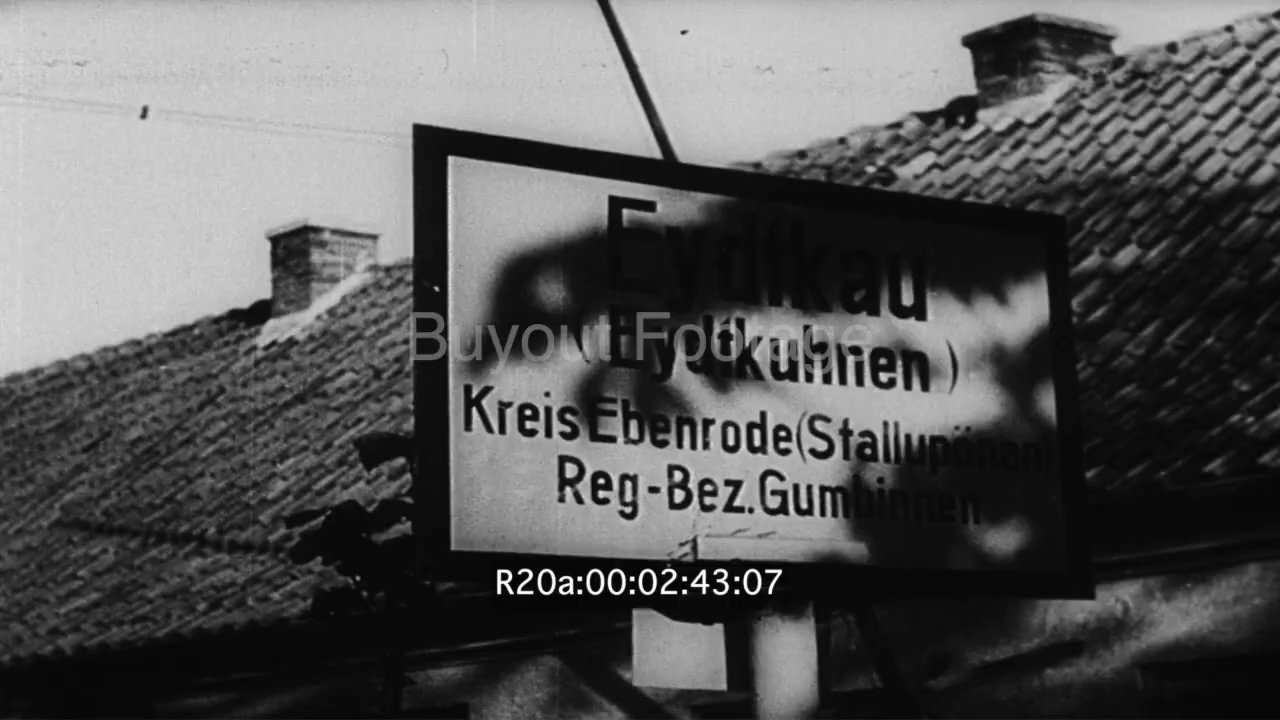 Eydtkau
(Eydtkuhnen)
Kreis Ebenrode (Stallupönen)
Reg-Bez. Gumbinnen
Buyout Footage
R20a:00:02:43:07